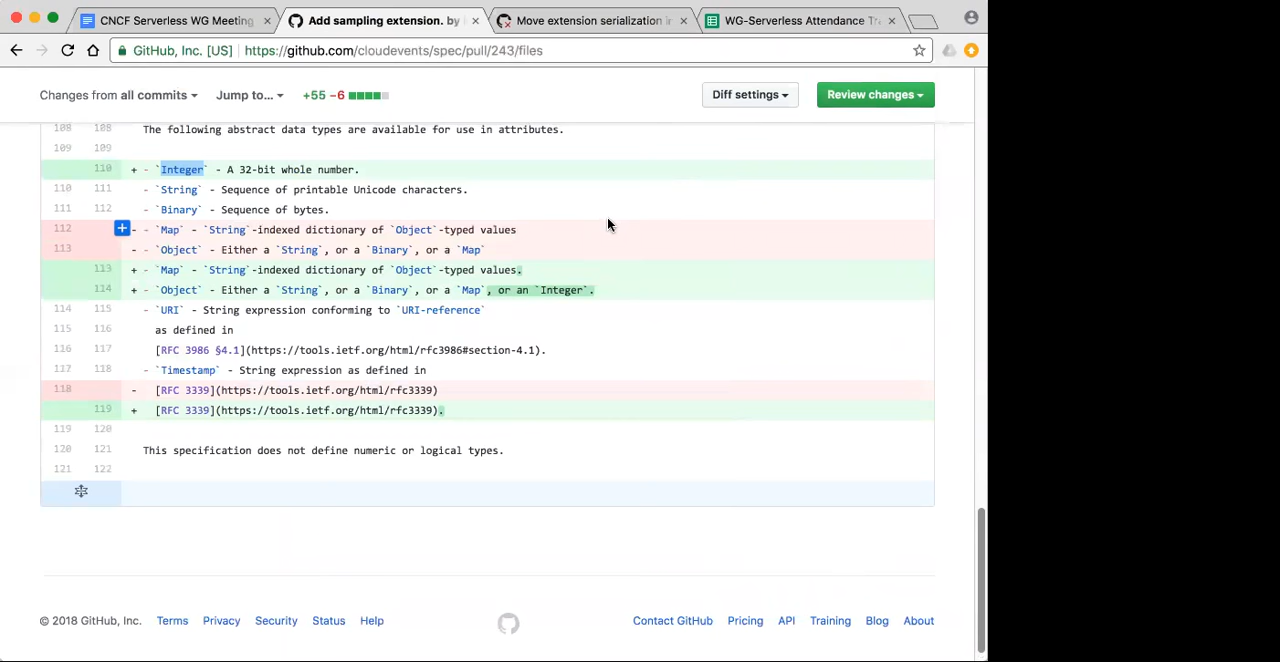 CNCF Serverless WG Meeting
Add sampling extension. by
Move extension serialization in
WG-Serverless Attendance Tr
GitHub, Inc. [US] https://github.com/cloudevents/spec/pull/243/files
Changes from all commits Jump to... +55 −6 Diff settings Review changes
108 108 The following abstract data types are available for use in attributes.
109 109
110 + - `Integer` - A 32-bit whole number.
110 111 - `String` - Sequence of printable Unicode characters.
111 112 - `Binary` - Sequence of bytes.
112 - - `Map` - `String`-indexed dictionary of `Object`-typed values
113 - - `Object` - Either a `String`, or a `Binary`, or a `Map`
113 + - `Map` - `String`-indexed dictionary of `Object`-typed values.
114 + - `Object` - Either a `String`, or a `Binary`, or a `Map`, or an `Integer`.
114 115 - `URI` - String expression conforming to `URI-reference`
115 116 as defined in
116 117 [RFC 3986 §4.1](https://tools.ietf.org/html/rfc3986#section-4.1).
117 118 - `Timestamp` - String expression as defined in
118 - [RFC 3339](https://tools.ietf.org/html/rfc3339)
119 + [RFC 3339](https://tools.ietf.org/html/rfc3339).
119 120
120 121 This specification does not define numeric or logical types.
121 122
© 2018 GitHub, Inc. Terms Privacy Security Status Help Contact GitHub Pricing API Training Blog About